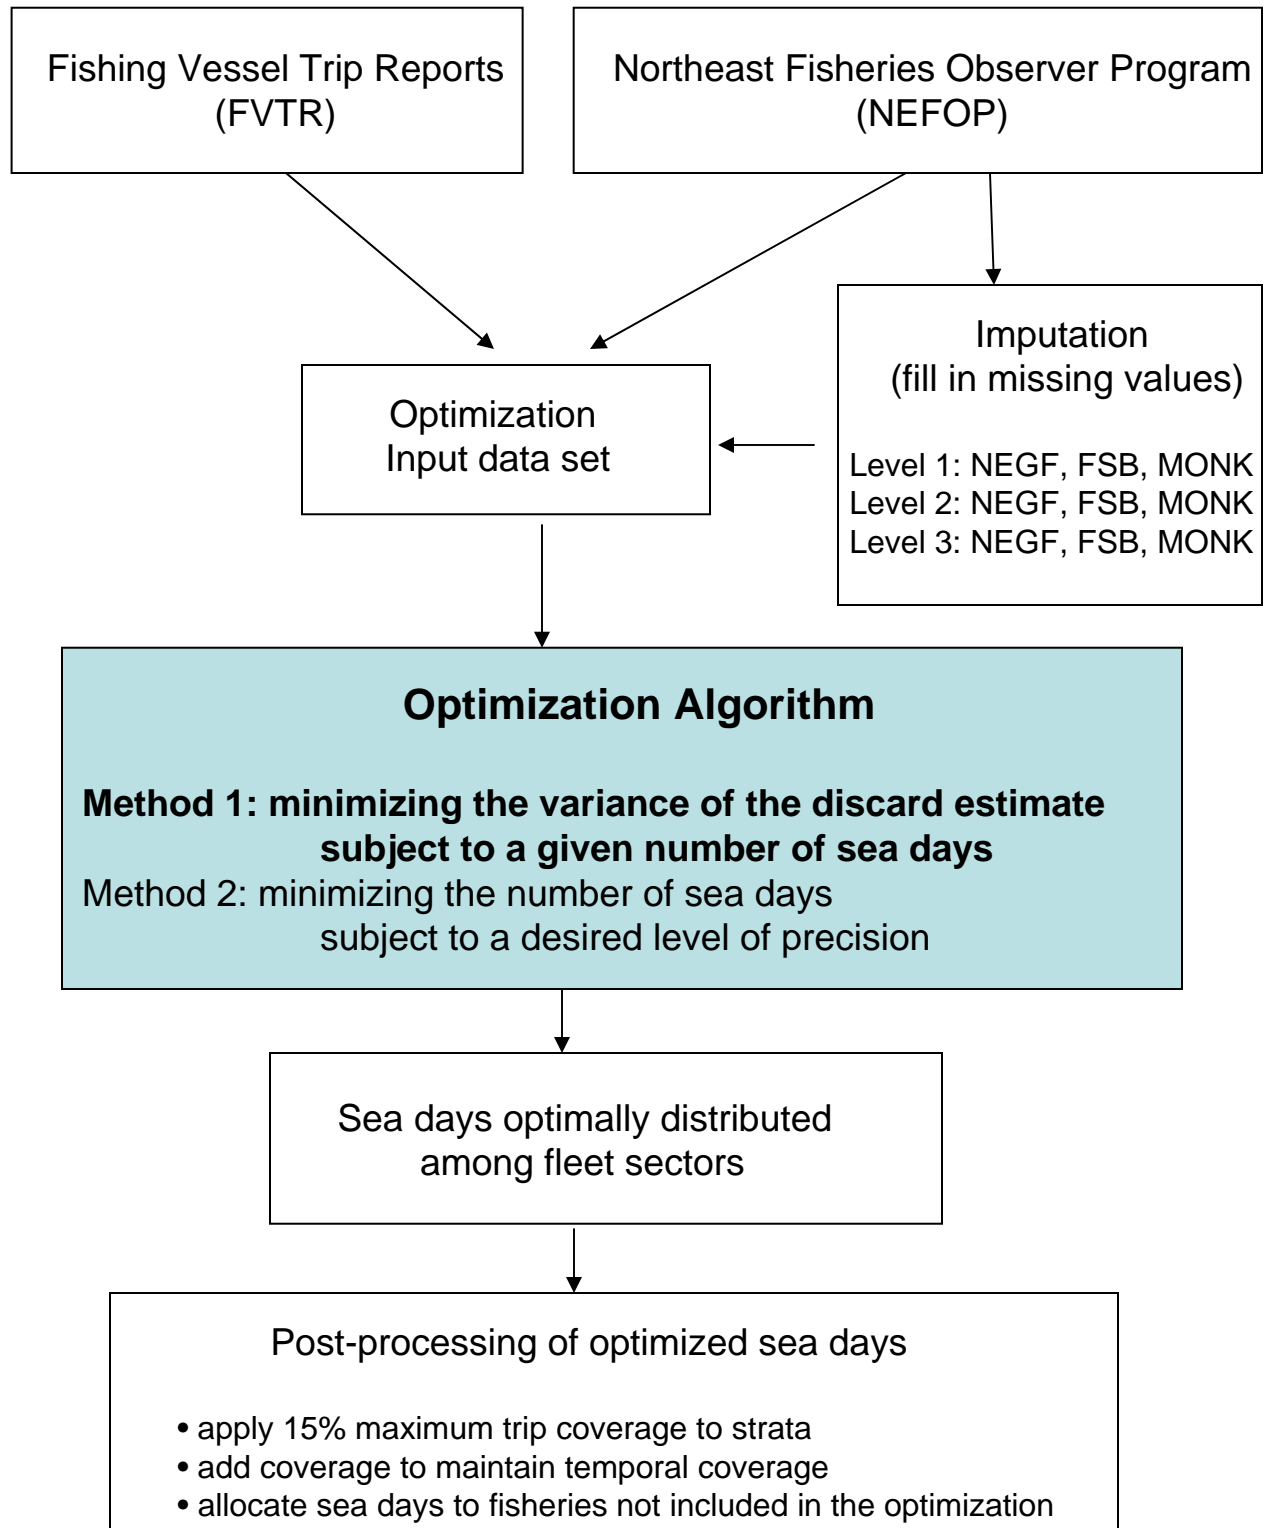 Fishing Vessel Trip Reports
(FVTR)
Northeast Fisheries Observer Program
(NEFOP)
Imputation
(fill in missing values)
Level 1: NEGF, FSB, MONK
Level 2: NEGF, FSB, MONK
Level 3: NEGF, FSB, MONK
Optimization
Input data set
Optimization Algorithm
Method 1: minimizing the variance of the discard estimate
subject to a given number of sea days
Method 2: minimizing the number of sea days
subject to a desired level of precision
Sea days optimally distributed
among fleet sectors
Post-processing of optimized sea days
• apply 15% maximum trip coverage to strata
• add coverage to maintain temporal coverage
• allocate sea days to fisheries not included in the optimization